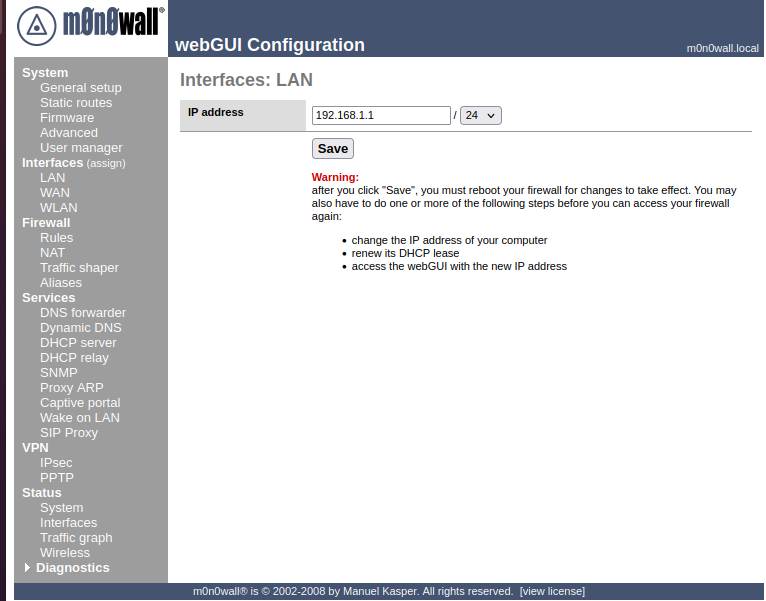 m0n0wall®
webGUI Configuration
m0n0wall.local
System
General setup
Static routes
Firmware
Advanced
User manager
Interfaces (assign)
LAN
WAN
WLAN
Firewall
Rules
NAT
Traffic shaper
Aliases
Services
DNS forwarder
Dynamic DNS
DHCP server
DHCP relay
SNMP
Proxy ARP
Captive portal
Wake on LAN
SIP Proxy
VPN
IPsec
PPTP
Status
System
Interfaces
Traffic graph
Wireless
Diagnostics
Interfaces: LAN
IP address 192.168.1.1 / 24
Save
Warning:
after you click "Save", you must reboot your firewall for changes to take effect. You may
also have to do one or more of the following steps before you can access your firewall
again:
• change the IP address of your computer
• renew its DHCP lease
• access the webGUI with the new IP address
m0n0wall® is © 2002-2008 by Manuel Kasper. All rights reserved. [view license]